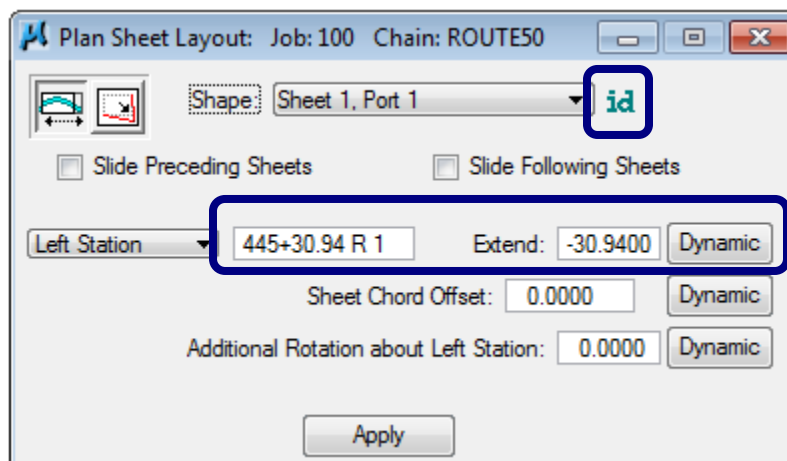 Plan Sheet Layout: Job: 100 Chain: ROUTE50
Shape: Sheet 1, Port 1 id
Slide Preceding Sheets Slide Following Sheets
Left Station 445+30.94 R 1 Extend: -30.9400 Dynamic
Sheet Chord Offset: 0.0000 Dynamic
Additional Rotation about Left Station: 0.0000 Dynamic
Apply